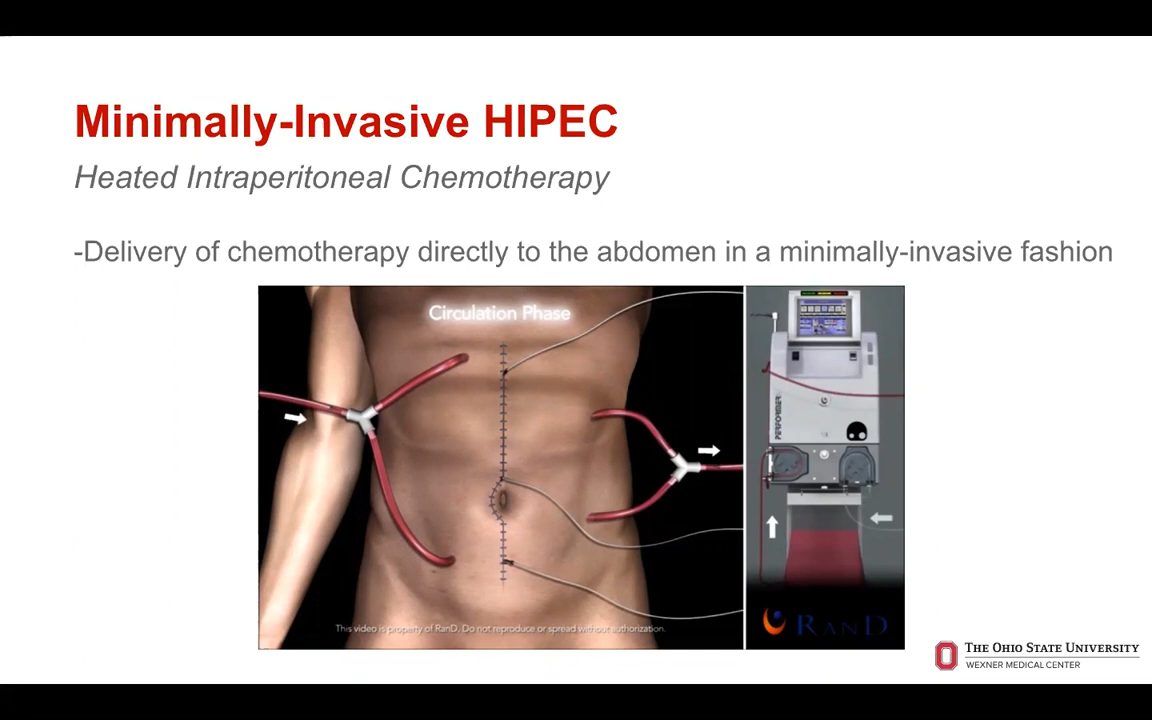 Minimally-Invasive HIPEC
Heated Intraperitoneal Chemotherapy
-Delivery of chemotherapy directly to the abdomen in a minimally-invasive fashion
Circulation Phase
PERFORMER
This video is property of RanD. Do not reproduce or spread without authorization.
RAND
THE OHIO STATE UNIVERSITY
WEXNER MEDICAL CENTER